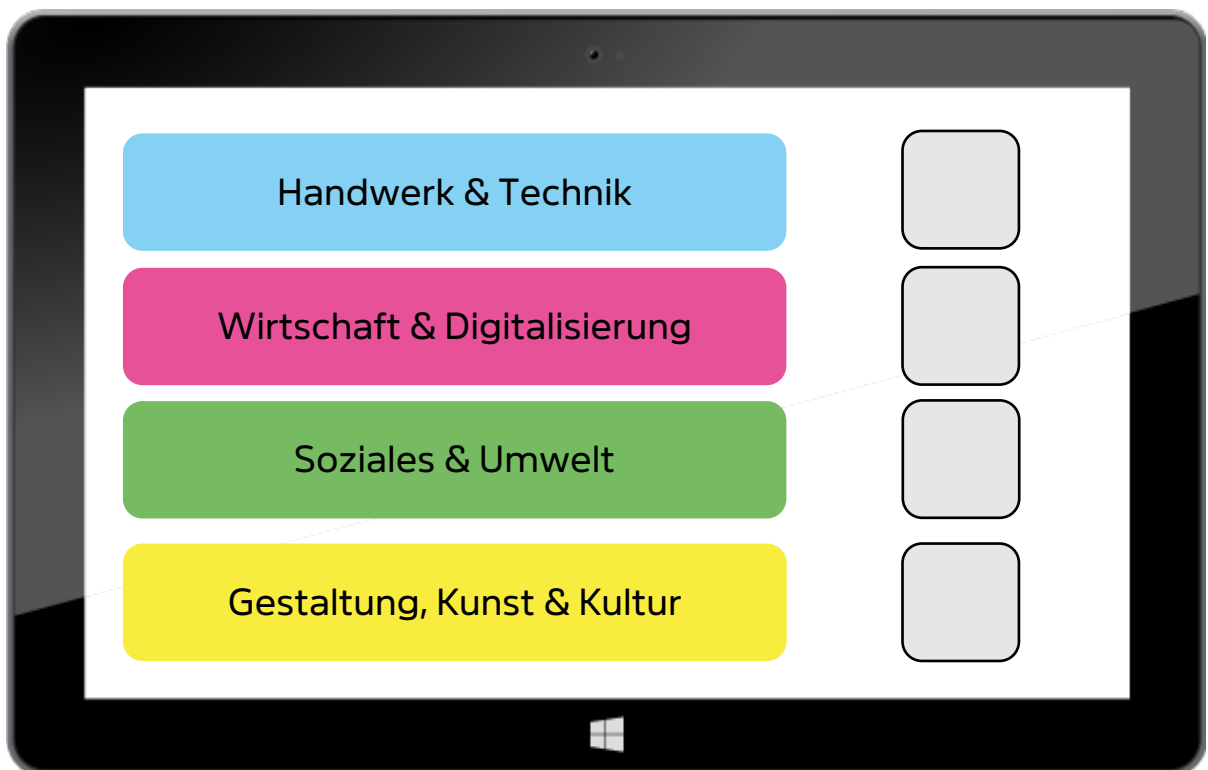 Handwerk & Technik
Wirtschaft & Digitalisierung
Soziales & Umwelt
Gestaltung, Kunst & Kultur